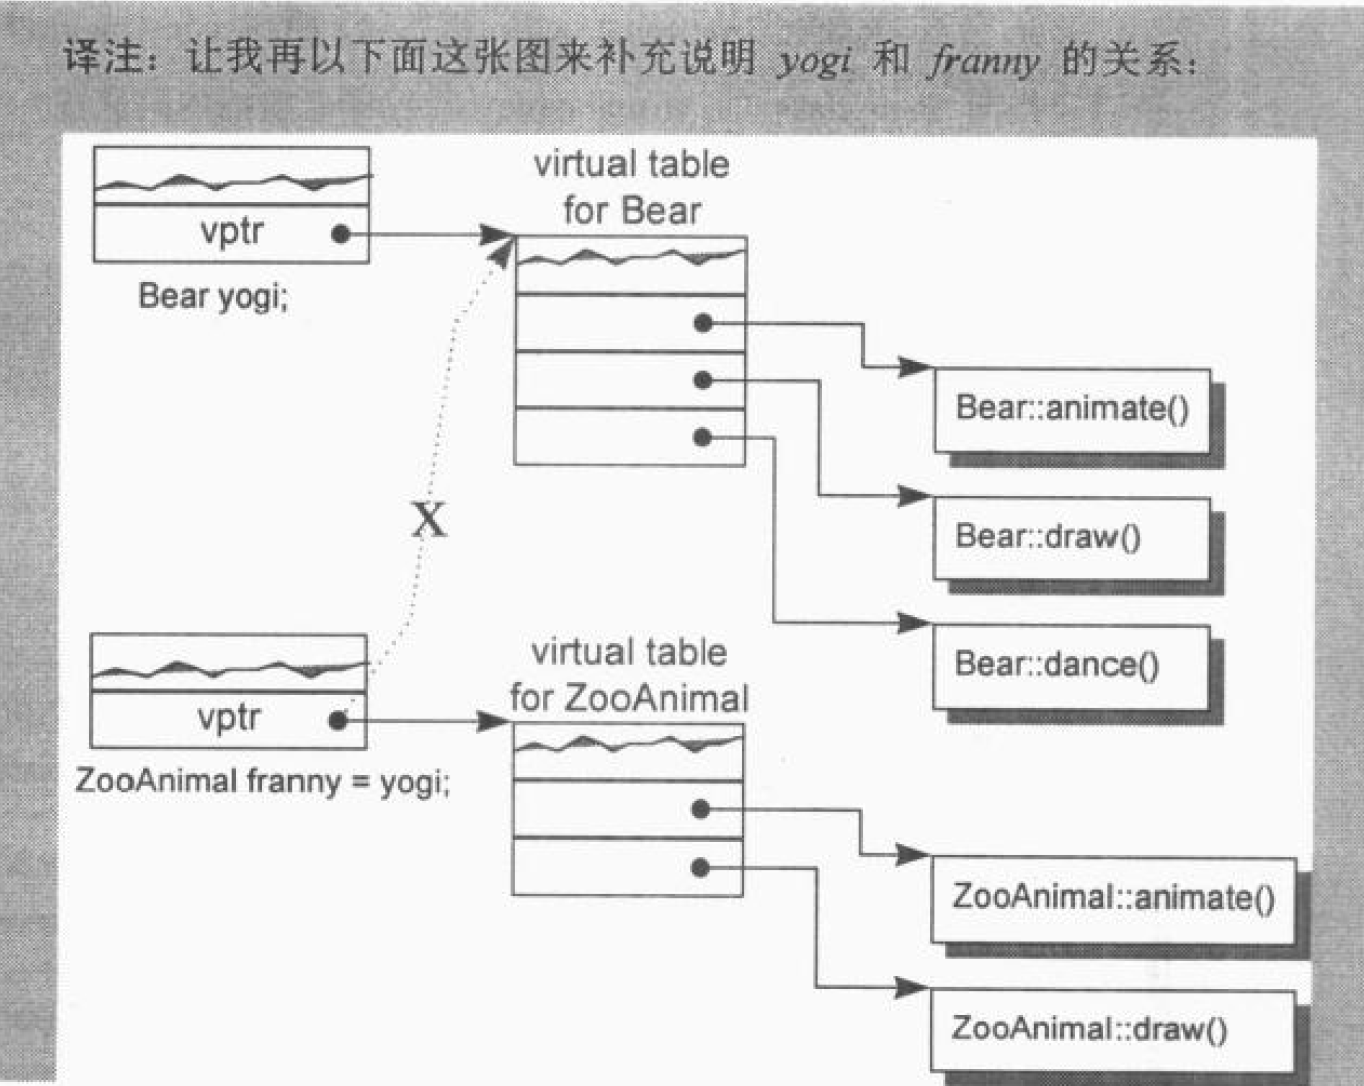 译注：让我再以下面这张图来补充说明 yogi 和 franny 的关系：
virtual table
for Bear
vptr
Bear yogi;
Bear::animate()
Bear::draw()
Bear::dance()
X
virtual table
for ZooAnimal
vptr
ZooAnimal franny = yogi;
ZooAnimal::animate()
ZooAnimal::draw()